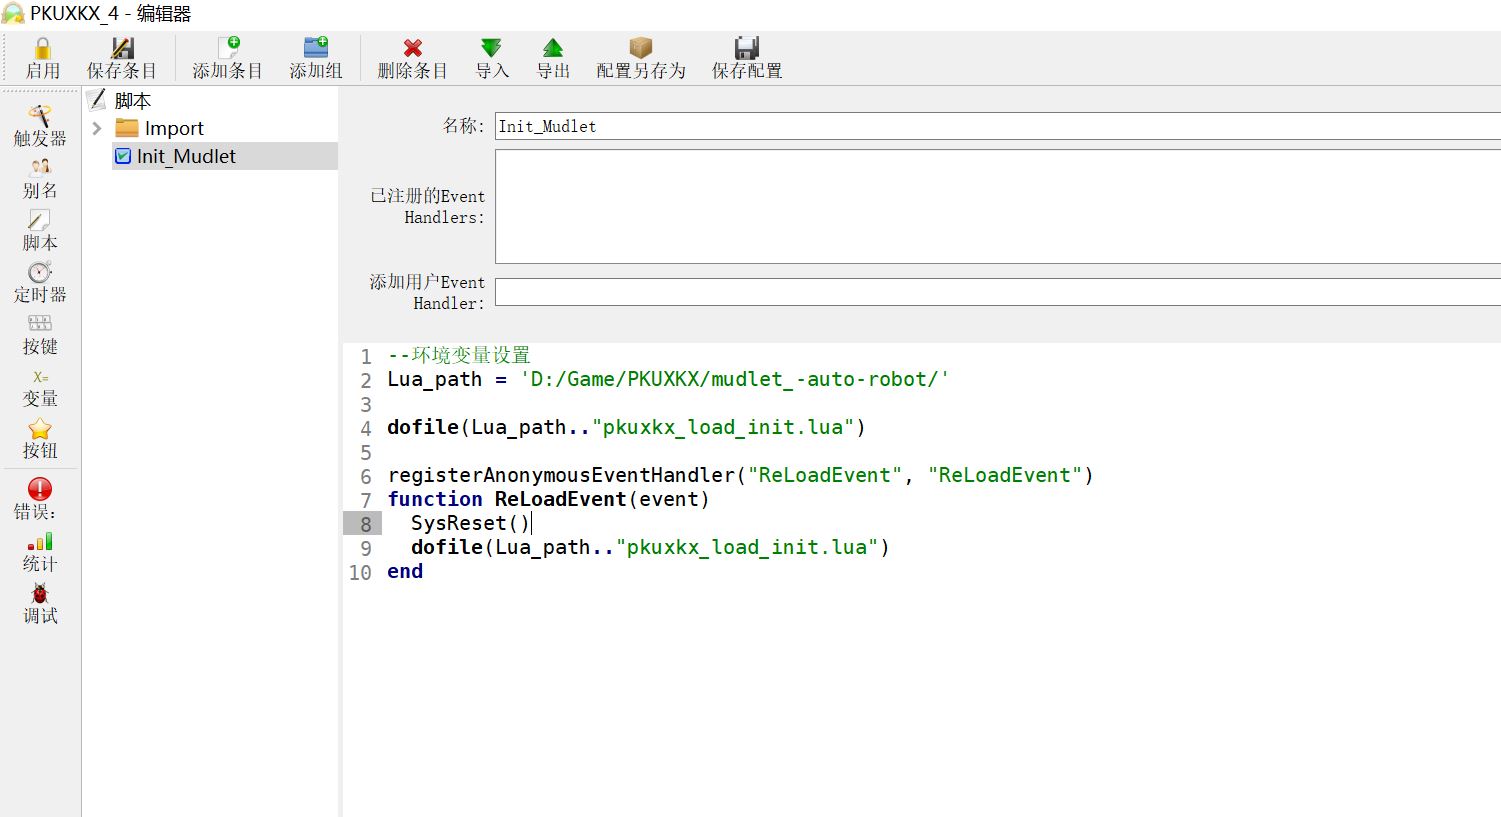 PKUXKX_4 - 编辑器
启用 保存条目 添加条目 添加组 删除条目 导入 导出 配置另存为 保存配置
触发器
别名
脚本
定时器
按键
X=
变量
按钮
错误:
统计
调试
脚本
Import
Init_Mudlet
名称: Init_Mudlet
已注册的Event
Handlers:
添加用户Event
Handler:
1 --环境变量设置
2 Lua_path = 'D:/Game/PKUXKX/mudlet_-auto-robot/'
3
4 dofile(Lua_path.."pkuxkx_load_init.lua")
5
6 registerAnonymousEventHandler("ReLoadEvent", "ReLoadEvent")
7 function ReLoadEvent(event)
8 SysReset()
9 dofile(Lua_path.."pkuxkx_load_init.lua")
10 end